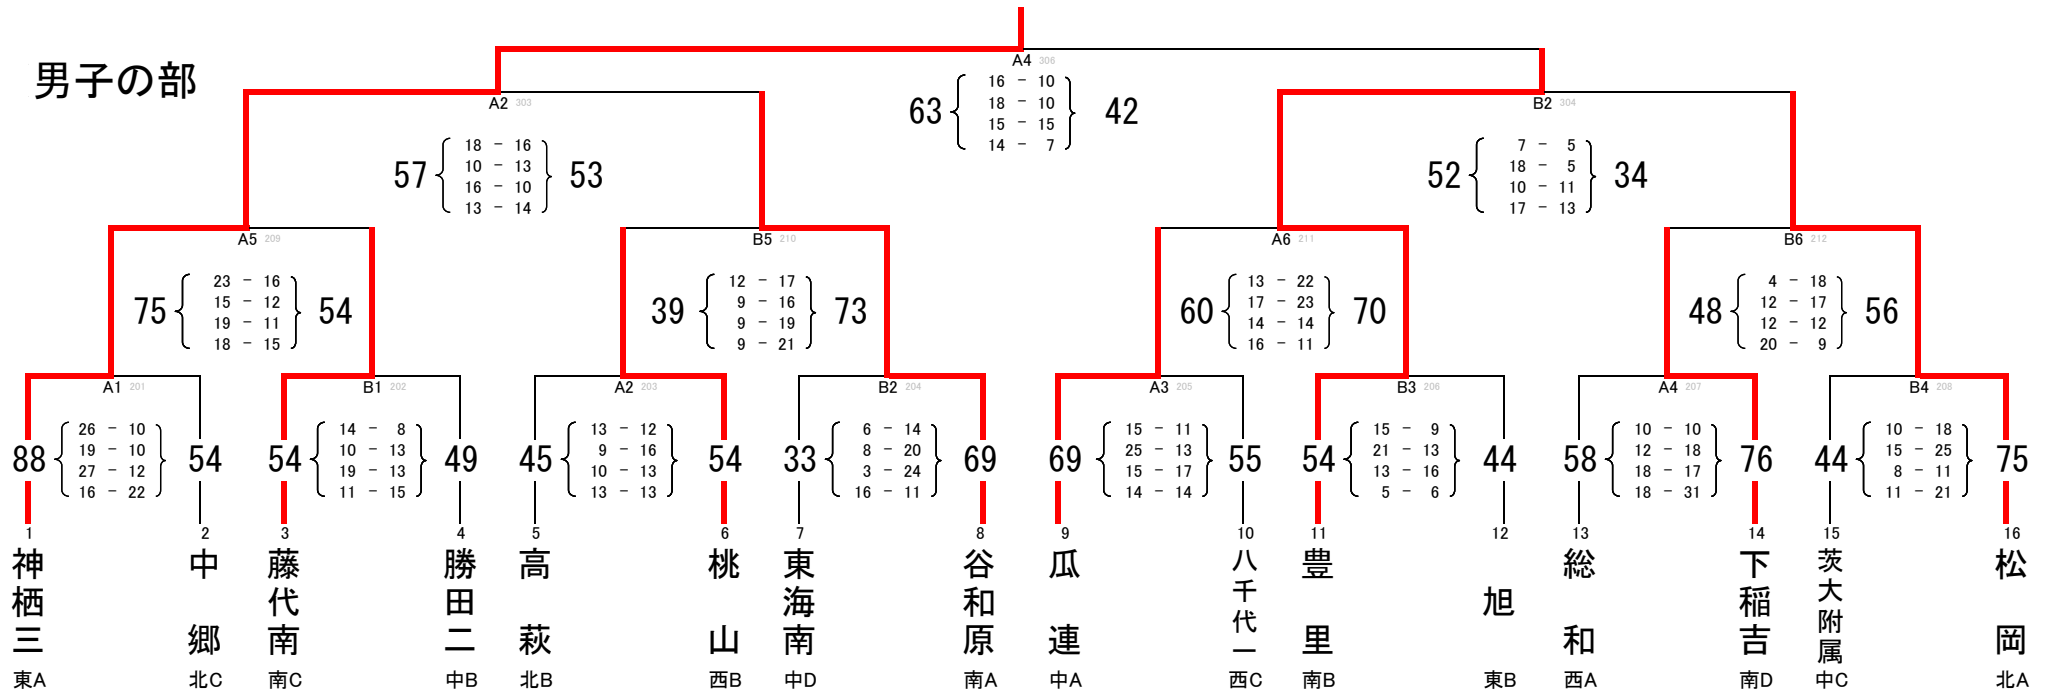 男子の部
A4 306
63 42
16 - 10
18 - 10
15 - 15
14 - 7
A2 303
57 53
18 - 16
10 - 13
16 - 10
13 - 14
B2 304
52 34
7 - 5
18 - 5
10 - 11
17 - 13
A5 209
75 54
23 - 16
15 - 12
19 - 11
18 - 15
B5 210
39 73
12 - 17
9 - 16
9 - 19
9 - 21
A6 211
60 70
13 - 22
17 - 23
14 - 14
16 - 11
B6 212
48 56
4 - 18
12 - 17
12 - 12
20 - 9
A1 201
88 54
26 - 10
19 - 10
27 - 12
16 - 22
B1 202
54 49
14 - 8
10 - 13
19 - 13
11 - 15
A2 203
45 54
13 - 12
9 - 16
10 - 13
13 - 13
B2 204
33 69
6 - 14
8 - 20
3 - 24
16 - 11
A3 205
69 55
15 - 11
25 - 13
15 - 17
14 - 14
B3 206
54 44
15 - 9
21 - 13
13 - 16
5 - 6
A4 207
58 76
10 - 10
12 - 18
18 - 17
18 - 31
B4 208
44 75
10 - 18
15 - 25
8 - 11
11 - 21
1
神栖三
東A
2
中郷
北C
3
藤代南
南C
4
勝田二
中B
5
高萩
北B
6
桃山
西B
7
東海南
中D
8
谷和原
南A
9
瓜連
中A
10
八千代一
西C
11
豊里
南B
12
旭
東B
13
総和
西A
14
下稲吉
南D
15
茨大附属
中C
16
松岡
北A